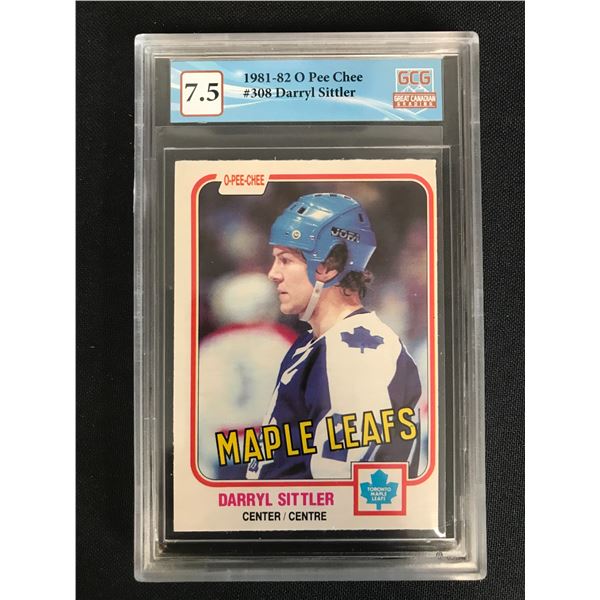 7.5
1981-82 O Pee Chee
#308 Darryl Sittler
GCG
GREAT CANADIAN
GRADING
O-PEE-CHEE
JOFA
MAPLE LEAFS
DARRYL SITTLER
CENTER / CENTRE
TORONTO
MAPLE
LEAFS